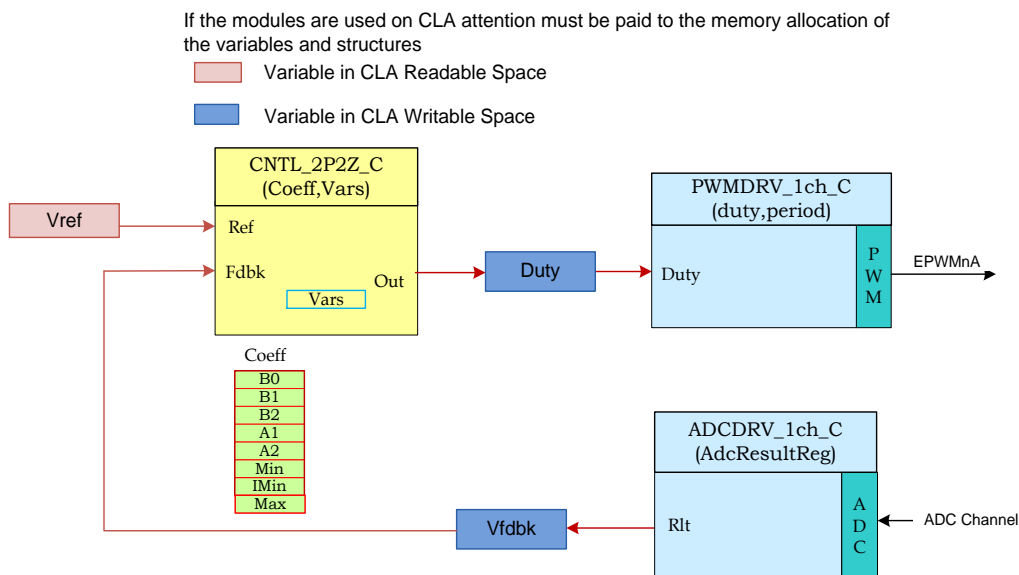 If the modules are used on CLA attention must be paid to the memory allocation of
the variables and structures
Variable in CLA Readable Space
Variable in CLA Writable Space
CNTL_2P2Z_C
(Coeff,Vars)
Vref
Ref
Fdbk
Out
Vars
Duty
PWMDRV_1ch_C
(duty,period)
Duty
P
W
M
EPWMnA
Coeff
B0
B1
B2
A1
A2
Min
IMin
Max
ADCDRV_1ch_C
(AdcResultReg)
Vfdbk
Rlt
A
D
C
ADC Channel